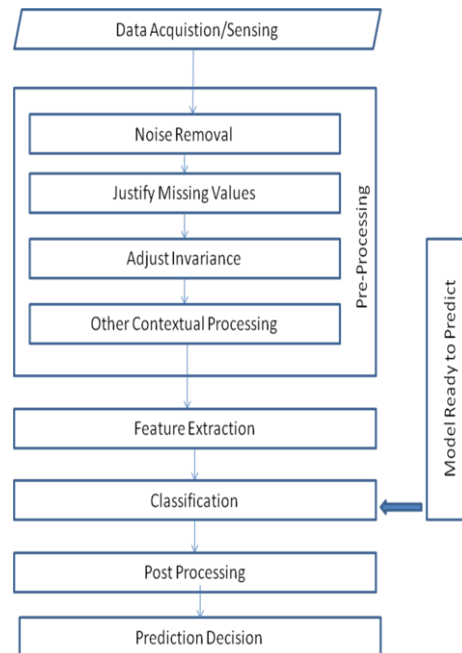 Data Acquistion/Sensing
Noise Removal
Justify Missing Values
Adjust Invariance
Other Contextual Processing
Pre-Processing
Feature Extraction
Classification
Model Ready to Predict
Post Processing
Prediction Decision